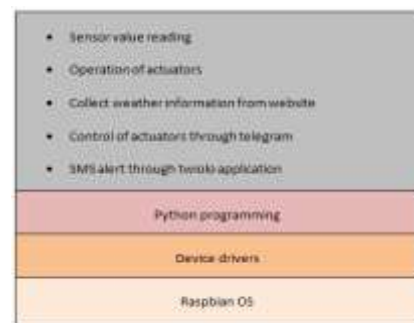 • Sensor value reading
• Operation of actuators
• Collect weather information from website
• Control of actuators through telegram
• SMS alert through twiolo application
Python programming
Device drivers
Raspbian OS